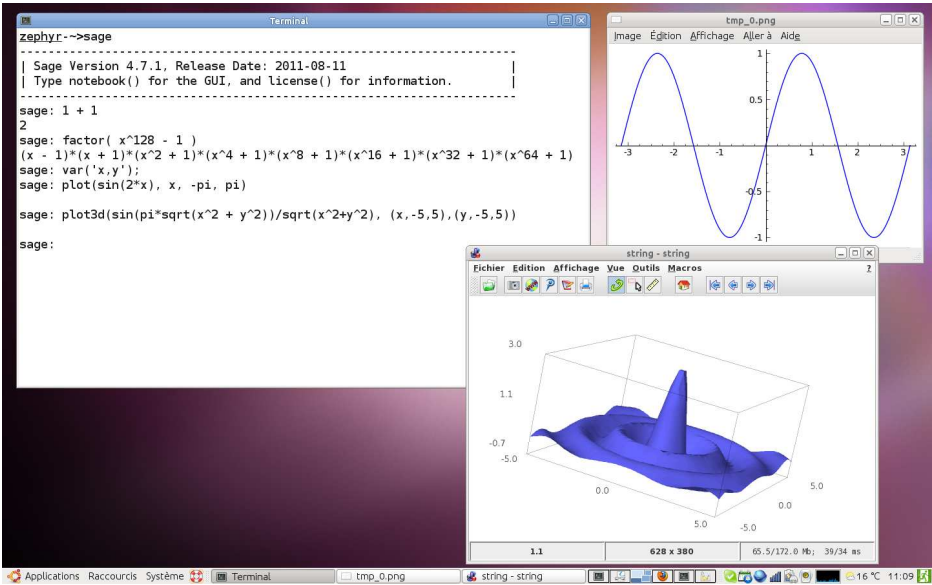 Terminal
zephyr-~>sage
----------------------------------------------------------------------
| Sage Version 4.7.1, Release Date: 2011-08-11                       |
| Type notebook() for the GUI, and license() for information.        |
----------------------------------------------------------------------
sage: 1 + 1
2
sage: factor( x^128 - 1 )
(x - 1)*(x + 1)*(x^2 + 1)*(x^4 + 1)*(x^8 + 1)*(x^16 + 1)*(x^32 + 1)*(x^64 + 1)
sage: var('x,y');
sage: plot(sin(2*x), x, -pi, pi)
sage: plot3d(sin(pi*sqrt(x^2 + y^2))/sqrt(x^2+y^2), (x,-5,5),(y,-5,5))
sage:
tmp_0.png
Image Édition Affichage Aller à Aide
1
0.5
-3 -2 -1 0 1 2 3
-0.5
-1
string - string
Fichier Edition Affichage Vue Outils Macros ?
3.0
1.1
-0.7
-5.0
0.0
5.0
5.0
0.0
-5.0
1.1 628 x 380 65.5/172.0 Mb; 39/34 ms
Applications Raccourcis Système Terminal tmp_0.png string - string 16 °C 11:09